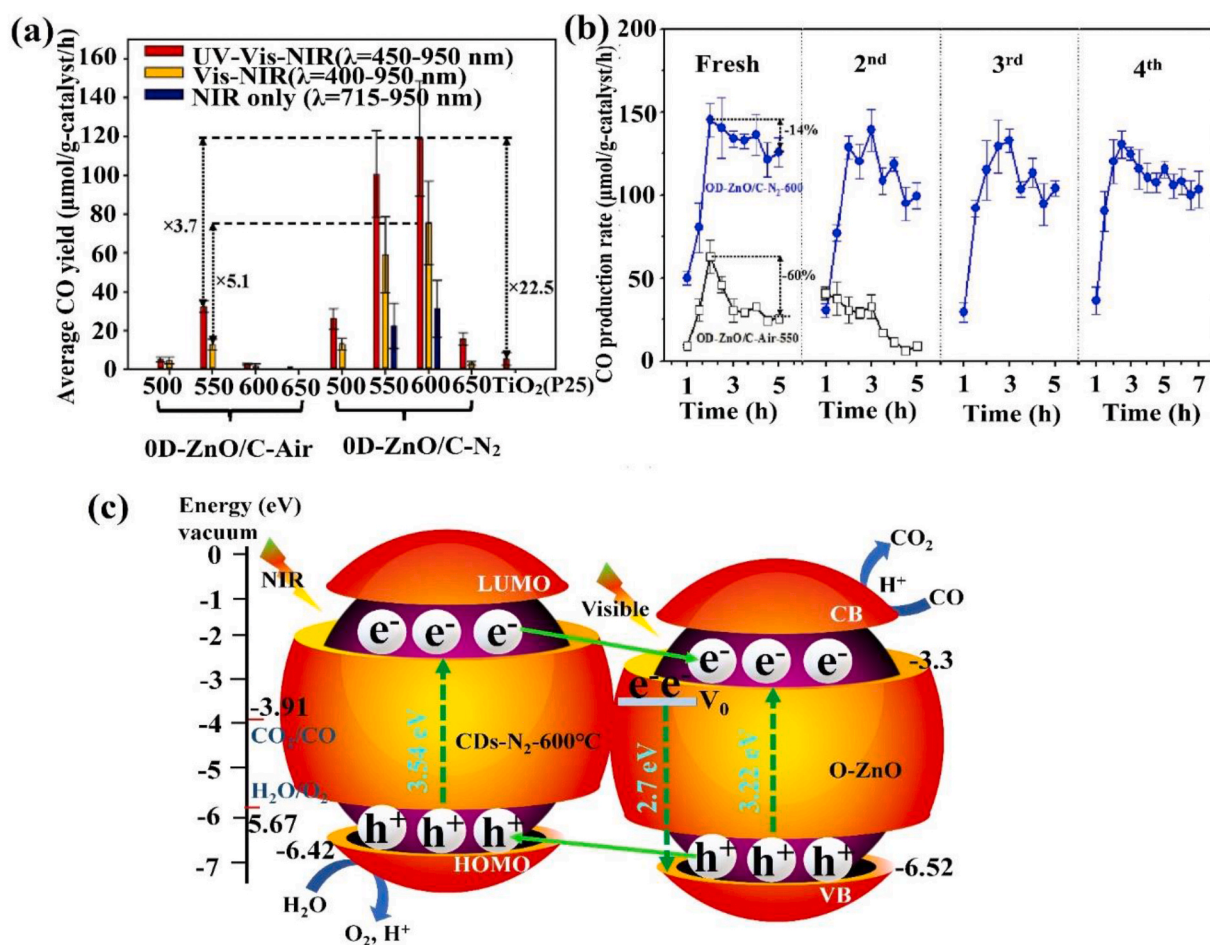 (a)
160
140
120
100
80
60
40
20
0
Average CO yield (μmol/g-catalyst/h)
UV-Vis-NIR(λ=450-950 nm)
Vis-NIR(λ=400-950 nm)
NIR only (λ=715-950 nm)
×3.7
×5.1
×22.5
500 550 600 650 500 550 600 650 TiO₂(P25)
0D-ZnO/C-Air 0D-ZnO/C-N₂
(b)
200
150
100
50
0
CO production rate (μmol/g-catalyst/h)
Fresh 2nd 3rd 4th
-14%
OD-ZnO/C-N₂-600
-60%
OD-ZnO/C-Air-550
1 3 5 1 3 5 1 3 5 1 3 5 7
Time (h) Time (h) Time (h) Time (h)
(c)
Energy (eV)
vacuum
0
-1
-2
-3
-4
-5
-6
-7
-3.91
CO₂/CO
H₂O/O₂
5.67
-6.42
NIR
LUMO
e⁻ e⁻ e⁻
3.54 eV
CDs-N₂-600°C
h⁺ h⁺ h⁺
HOMO
H₂O
O₂, H⁺
Visible
CB
CO₂
H⁺
CO
e⁻ e⁻ e⁻
-3.3
e⁻e⁻
V₀
2.7 eV
3.22 eV
O-ZnO
h⁺ h⁺ h⁺
-6.52
VB